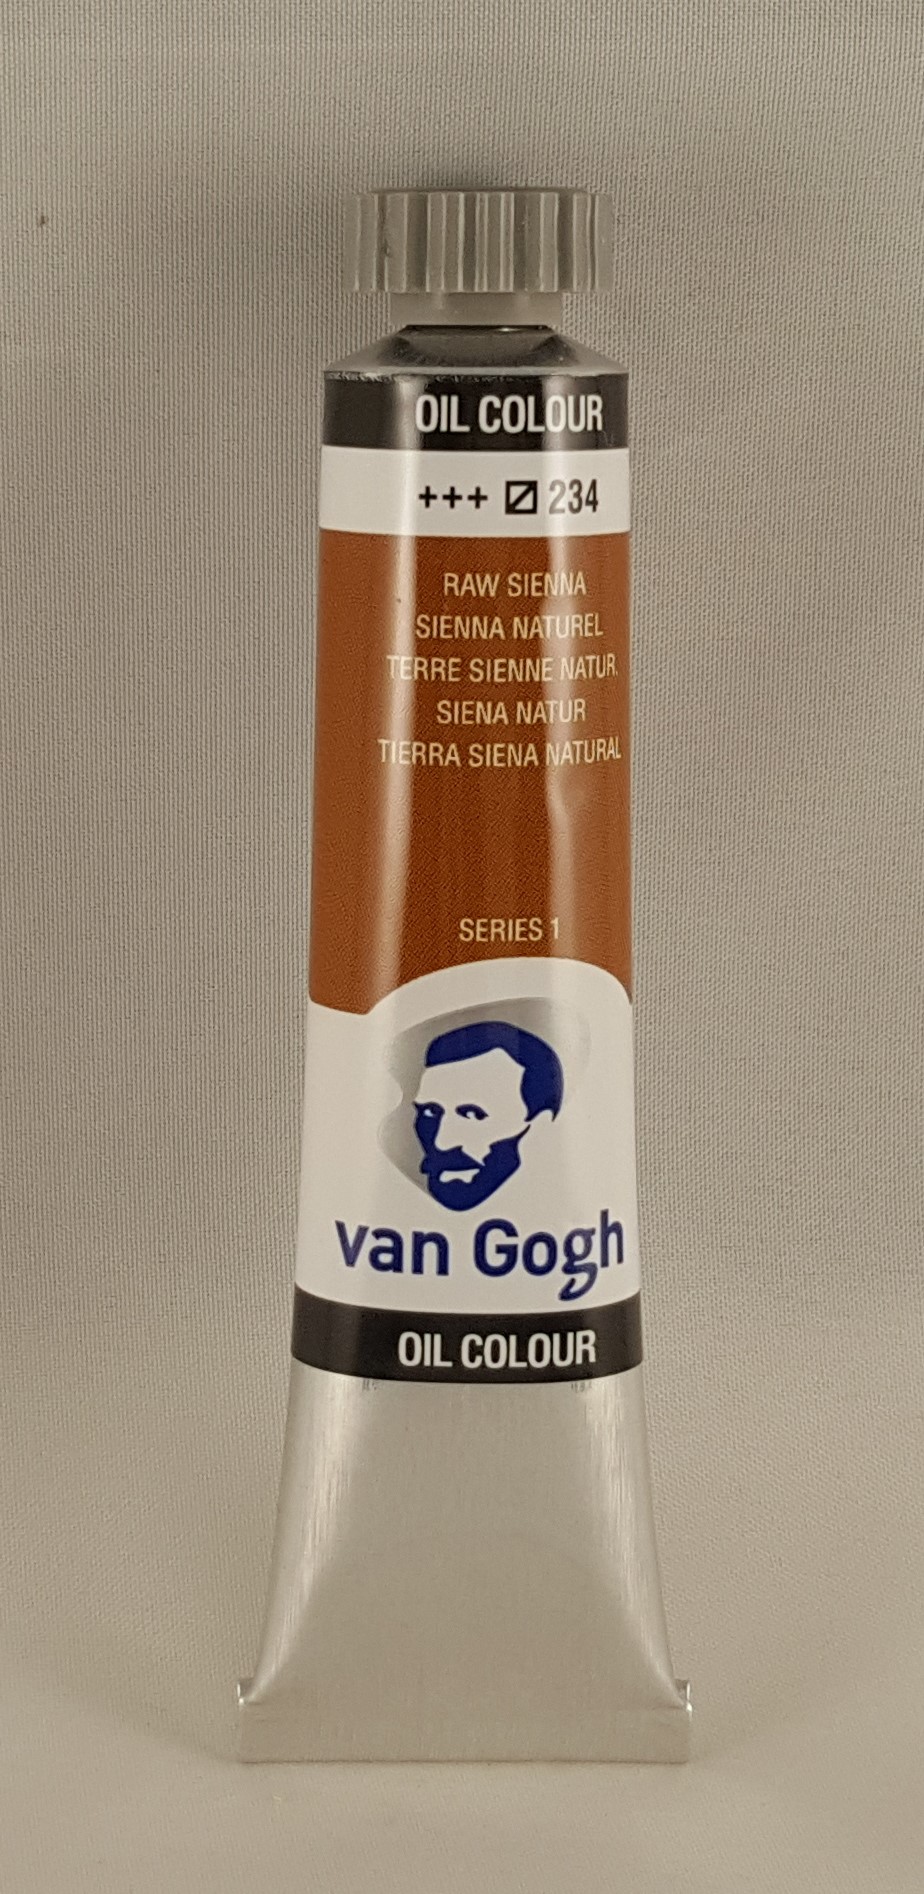 OIL COLOUR
+++ 234
RAW SIENNA
SIENNA NATUREL
TERRE SIENNE NATUR.
SIENA NATUR
TIERRA SIENA NATURAL
SERIES 1
van Gogh
OIL COLOUR